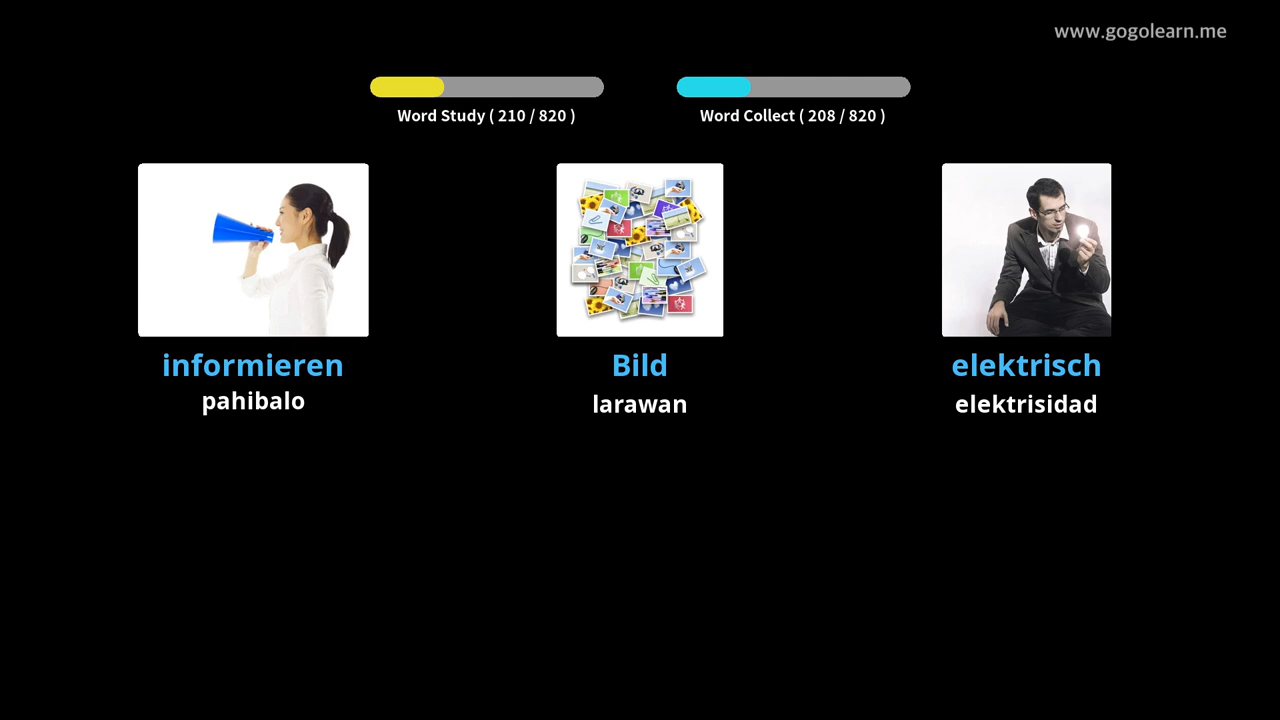 www.gogolearn.me
Word Study ( 210 / 820 )
Word Collect ( 208 / 820 )
informieren
pahibalo
Bild
larawan
elektrisch
elektrisidad